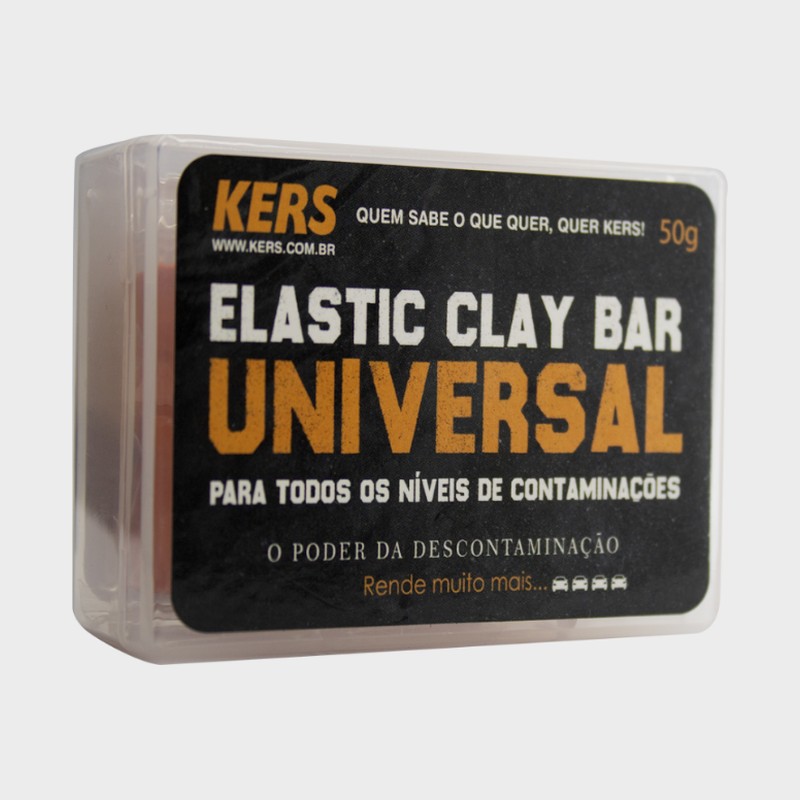 KERS
QUEM SABE O QUE QUER, QUER KERS!
50g
WWW.KERS.COM.BR
ELASTIC CLAY BAR
UNIVERSAL
PARA TODOS OS NÍVEIS DE CONTAMINAÇÕES
O PODER DA DESCONTAMINAÇÃO
Rende muito mais...